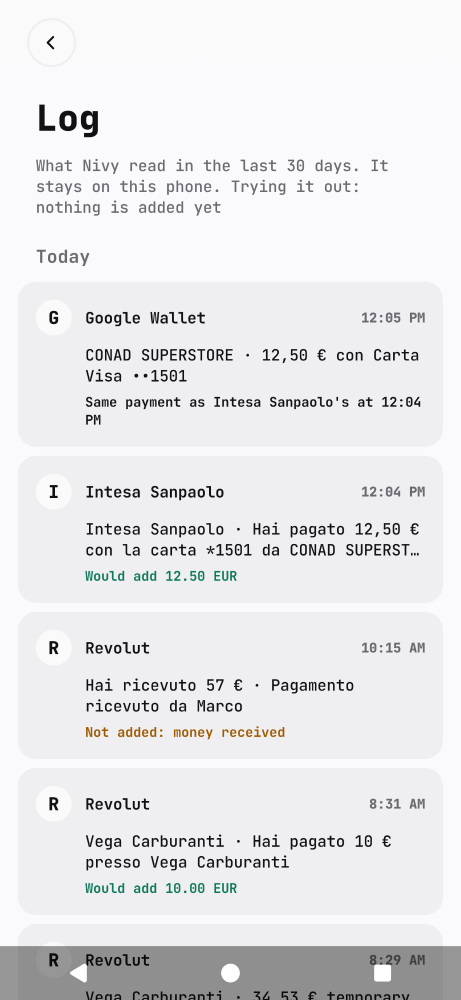 Log
What Nivy read in the last 30 days. It
stays on this phone. Trying it out:
nothing is added yet
Today
G Google Wallet 12:05 PM
CONAD SUPERSTORE · 12,50 € con Carta
Visa ••1501
Same payment as Intesa Sanpaolo's at 12:04
PM
I Intesa Sanpaolo 12:04 PM
Intesa Sanpaolo · Hai pagato 12,50 €
con la carta *1501 da CONAD SUPERST…
Would add 12.50 EUR
R Revolut 10:15 AM
Hai ricevuto 57 € · Pagamento
ricevuto da Marco
Not added: money received
R Revolut 8:31 AM
Vega Carburanti · Hai pagato 10 €
presso Vega Carburanti
Would add 10.00 EUR
R Revolut 8:29 AM
Vega Carburanti · 34,53 € temporary